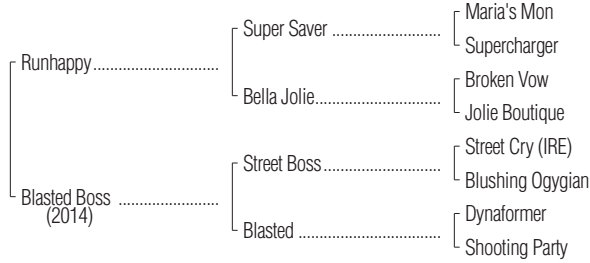 Maria's Mon
Super Saver ........................
Supercharger
Runhappy............................
Broken Vow
Bella Jolie............................
Jolie Boutique
Street Cry (IRE)
Street Boss..........................
Blushing Ogygian
Blasted Boss ......................
(2014)
Dynaformer
Blasted ...............................
Shooting Party